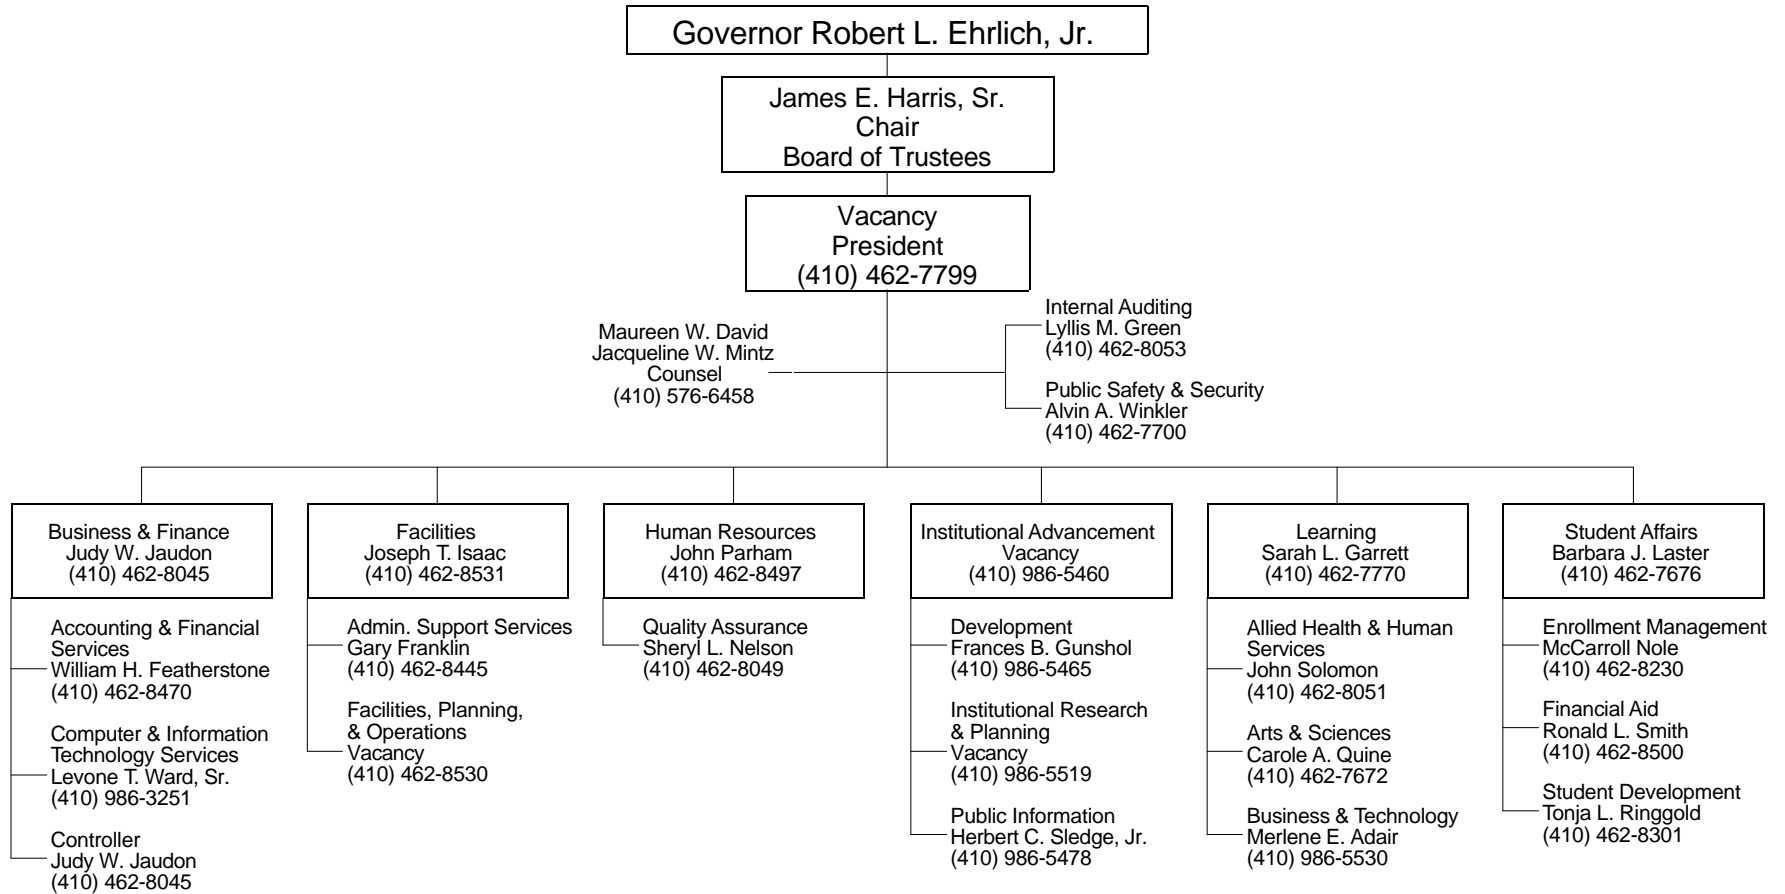 Governor Robert L. Ehrlich, Jr.
James E. Harris, Sr.
Chair
Board of Trustees
Vacancy
President
(410) 462-7799
Maureen W. David
Jacqueline W. Mintz
Counsel
(410) 576-6458
Internal Auditing
Lyllis M. Green
(410) 462-8053
Public Safety & Security
Alvin A. Winkler
(410) 462-7700
Business & Finance
Judy W. Jaudon
(410) 462-8045
Accounting & Financial
Services
William H. Featherstone
(410) 462-8470
Computer & Information
Technology Services
Levone T. Ward, Sr.
(410) 986-3251
Controller
Judy W. Jaudon
(410) 462-8045
Facilities
Joseph T. Isaac
(410) 462-8531
Admin. Support Services
Gary Franklin
(410) 462-8445
Facilities, Planning,
& Operations
Vacancy
(410) 462-8530
Human Resources
John Parham
(410) 462-8497
Quality Assurance
Sheryl L. Nelson
(410) 462-8049
Institutional Advancement
Vacancy
(410) 986-5460
Development
Frances B. Gunshol
(410) 986-5465
Institutional Research
& Planning
Vacancy
(410) 986-5519
Public Information
Herbert C. Sledge, Jr.
(410) 986-5478
Learning
Sarah L. Garrett
(410) 462-7770
Allied Health & Human
Services
John Solomon
(410) 462-8051
Arts & Sciences
Carole A. Quine
(410) 462-7672
Business & Technology
Merlene E. Adair
(410) 986-5530
Student Affairs
Barbara J. Laster
(410) 462-7676
Enrollment Management
McCarroll Nole
(410) 462-8230
Financial Aid
Ronald L. Smith
(410) 462-8500
Student Development
Tonja L. Ringgold
(410) 462-8301